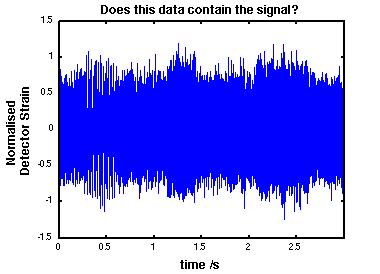 Does this data contain the signal?
1.5
1
0.5
0
-0.5
-1
-1.5
Normalised
Detector Strain
0 0.5 1 1.5 2 2.5
time /s